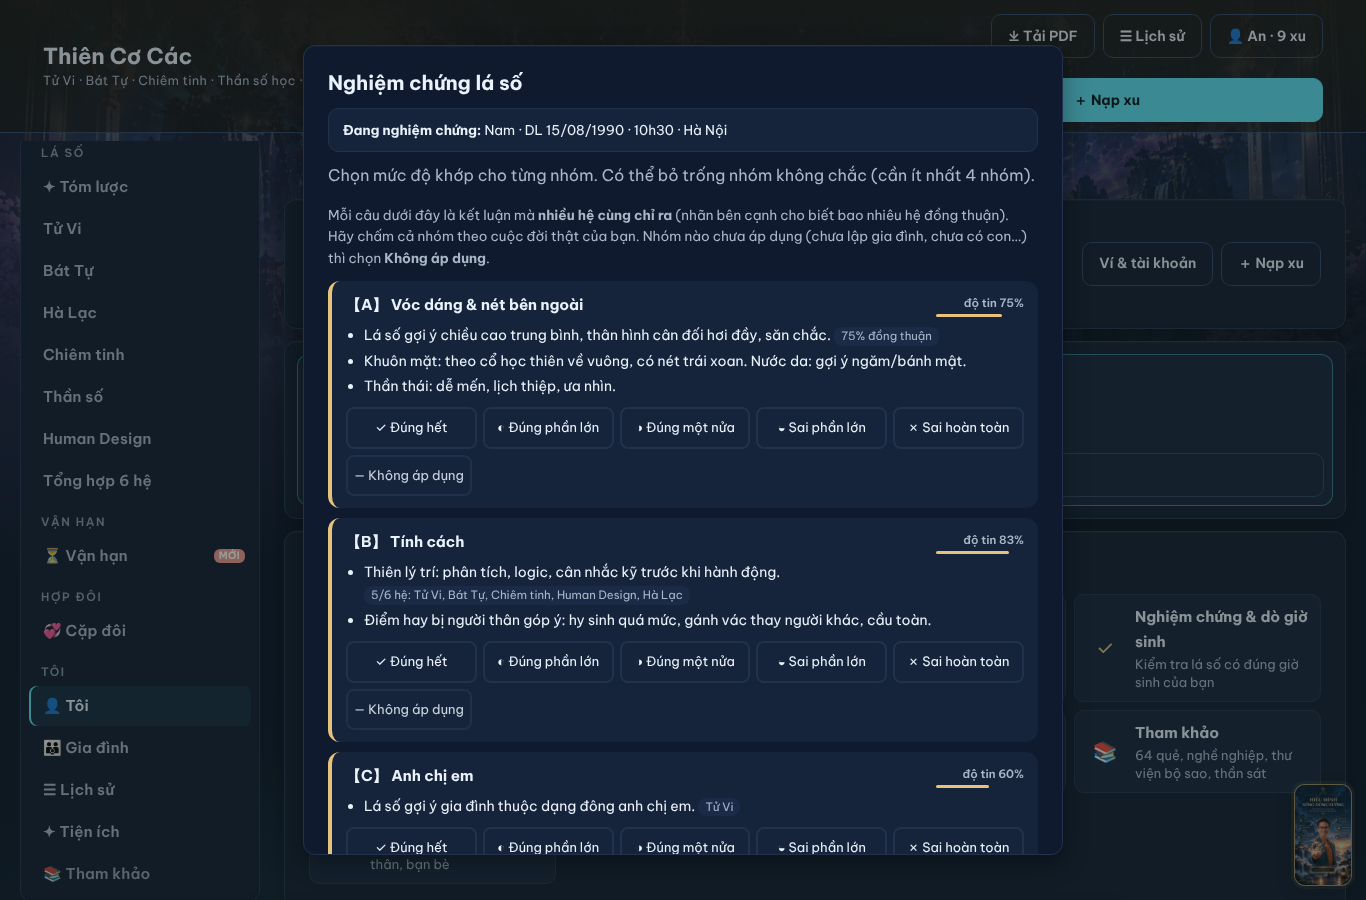 Thiên Cơ Các
Tử Vi · Bát Tự · Chiêm tinh · Thần số học ·
Tải PDF
☰ Lịch sử
👤 An · 9 xu
+ Nạp xu
LÁ SỐ
✦ Tóm lược
Tử Vi
Bát Tự
Hà Lạc
Chiêm tinh
Thần số
Human Design
Tổng hợp 6 hệ
VẬN HẠN
⏳ Vận hạn MỚI
HỢP ĐÔI
💞 Cặp đôi
TÔI
👤 Tôi
👪 Gia đình
☰ Lịch sử
✦ Tiện ích
📚 Tham khảo
Nghiệm chứng lá số
Đang nghiệm chứng: Nam · DL 15/08/1990 · 10h30 · Hà Nội
Chọn mức độ khớp cho từng nhóm. Có thể bỏ trống nhóm không chắc (cần ít nhất 4 nhóm).
Mỗi câu dưới đây là kết luận mà nhiều hệ cùng chỉ ra (nhãn bên cạnh cho biết bao nhiêu hệ đồng thuận).
Hãy chấm cả nhóm theo cuộc đời thật của bạn. Nhóm nào chưa áp dụng (chưa lập gia đình, chưa có con…)
thì chọn Không áp dụng.
【A】 Vóc dáng & nét bên ngoài
độ tin 75%
• Lá số gợi ý chiều cao trung bình, thân hình cân đối hơi đầy, săn chắc. 75% đồng thuận
• Khuôn mặt: theo cổ học thiên về vuông, có nét trái xoan. Nước da: gợi ý ngăm/bánh mật.
• Thần thái: dễ mến, lịch thiệp, ưa nhìn.
✓ Đúng hết
◖ Đúng phần lớn
◗ Đúng một nửa
◒ Sai phần lớn
× Sai hoàn toàn
— Không áp dụng
【B】 Tính cách
độ tin 83%
• Thiên lý trí: phân tích, logic, cân nhắc kỹ trước khi hành động.
5/6 hệ: Tử Vi, Bát Tự, Chiêm tinh, Human Design, Hà Lạc
• Điểm hay bị người thân góp ý: hy sinh quá mức, gánh vác thay người khác, cầu toàn.
✓ Đúng hết
◖ Đúng phần lớn
◗ Đúng một nửa
◒ Sai phần lớn
× Sai hoàn toàn
— Không áp dụng
【C】 Anh chị em
độ tin 60%
• Lá số gợi ý gia đình thuộc dạng đông anh chị em. Tử Vi
✓ Đúng hết
◖ Đúng phần lớn
◗ Đúng một nửa
◒ Sai phần lớn
× Sai hoàn toàn
thân, bạn bè
Ví & tài khoản
+ Nạp xu
✓ Nghiệm chứng & dò giờ
sinh
Kiểm tra lá số có đúng giờ
sinh của bạn
📚 Tham khảo
64 quẻ, nghề nghiệp, thư
viện bộ sao, thần sát